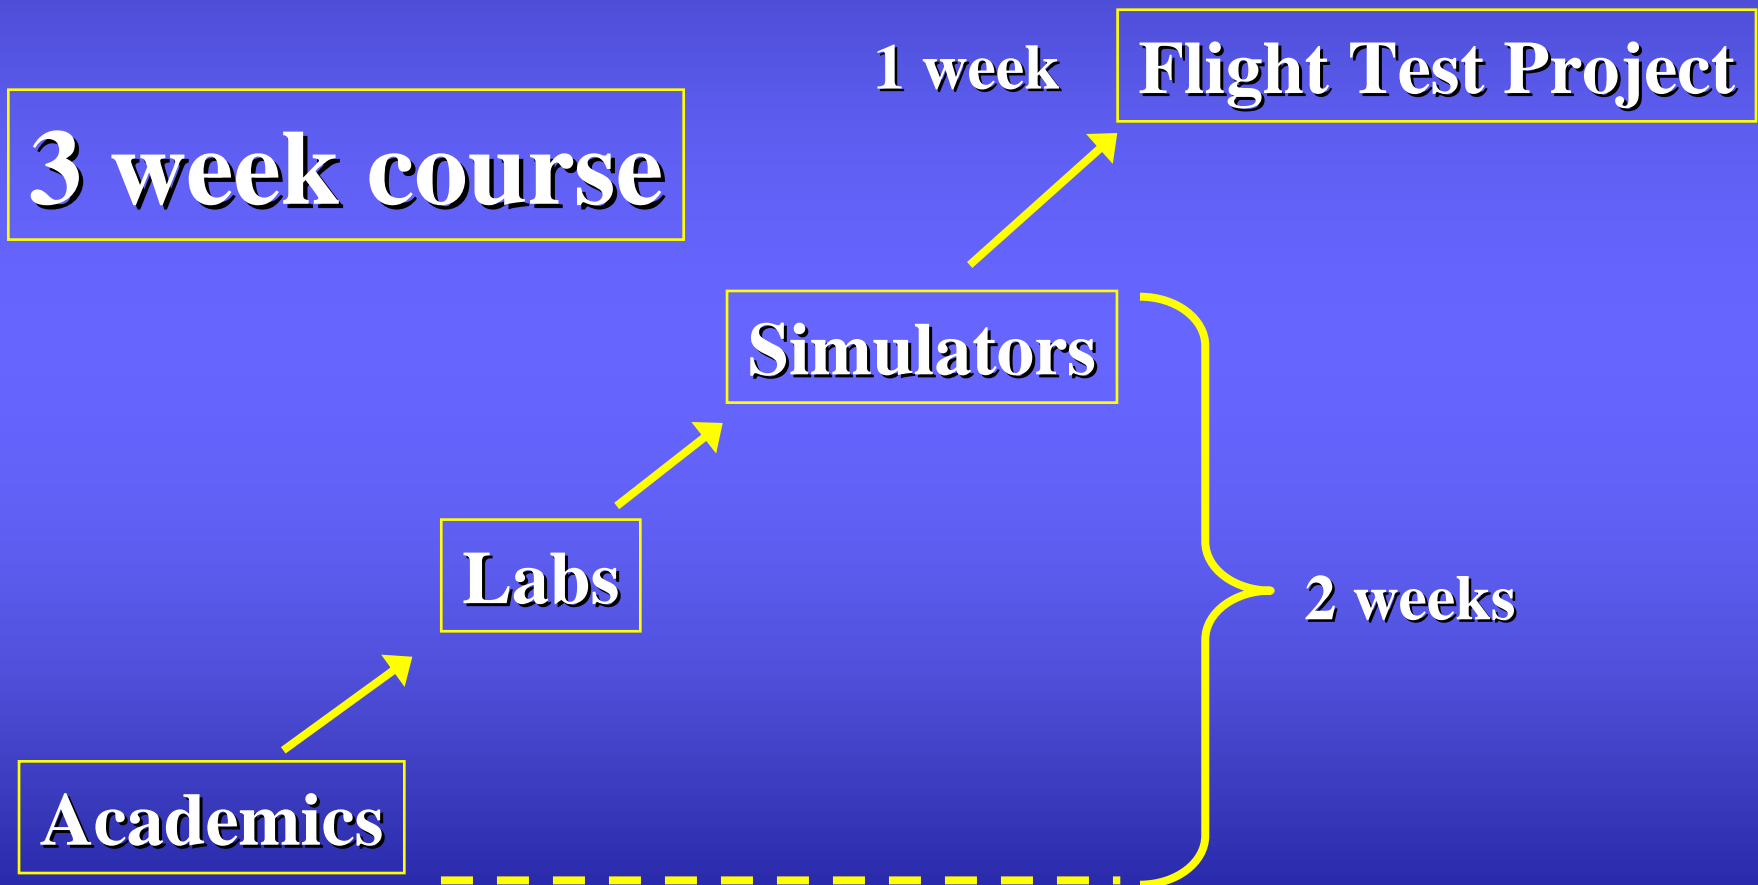 1 week
Flight Test Project
3 week course
Simulators
Labs
2 weeks
Academics